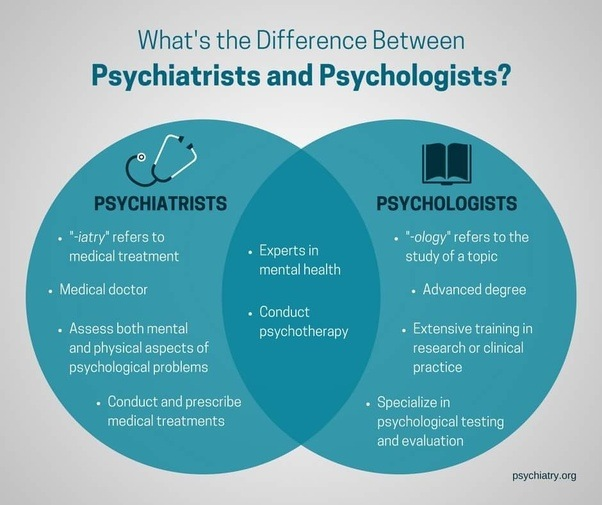 What's the Difference Between
Psychiatrists and Psychologists?
PSYCHIATRISTS
• "-iatry" refers to
medical treatment
• Medical doctor
• Assess both mental
and physical aspects of
psychological problems
• Conduct and prescribe
medical treatments
• Experts in
mental health
• Conduct
psychotherapy
PSYCHOLOGISTS
• "-ology" refers to the
study of a topic
• Advanced degree
• Extensive training in
research or clinical
practice
• Specialize in
psychological testing
and evaluation
psychiatry.org